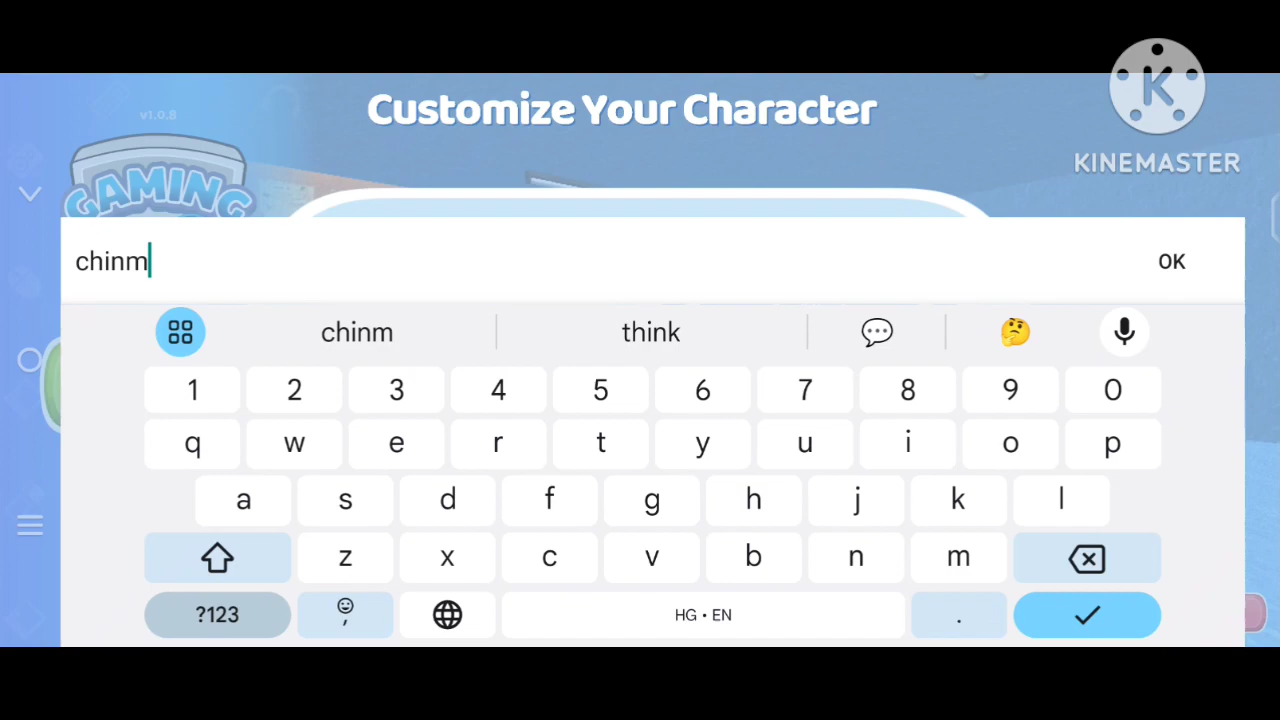 Customize Your Character
v1.0.8
K
KINEMASTER
GAMING
chinm
OK
chinm think
1 2 3 4 5 6 7 8 9 0
q w e r t y u i o p
a s d f g h j k l
z x c v b n m
?123 , HG • EN .